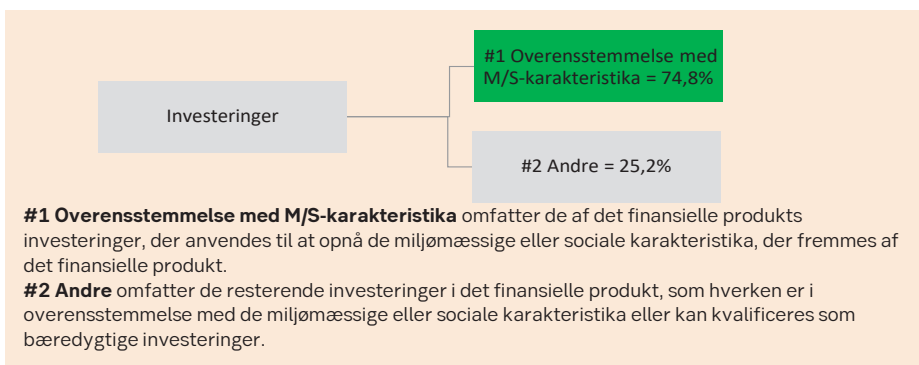 #1 Overensstemmelse med
M/S-karakteristika = 74,8%
Investeringer
#2 Andre = 25,2%
#1 Overensstemmelse med M/S-karakteristika omfatter de af det finansielle produkts
investeringer, der anvendes til at opnå de miljømæssige eller sociale karakteristika, der fremmes af
det finansielle produkt.
#2 Andre omfatter de resterende investeringer i det finansielle produkt, som hverken er i
overensstemmelse med de miljømæssige eller sociale karakteristika eller kan kvalificeres som
bæredygtige investeringer.